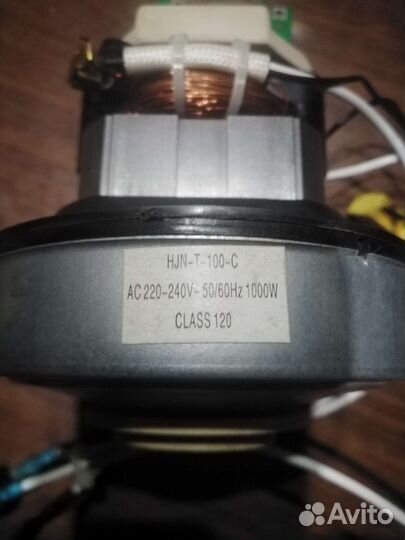 HJN-T-100-C
AC 220-240V~ 50/60Hz 1000W
CLASS 120
Avito